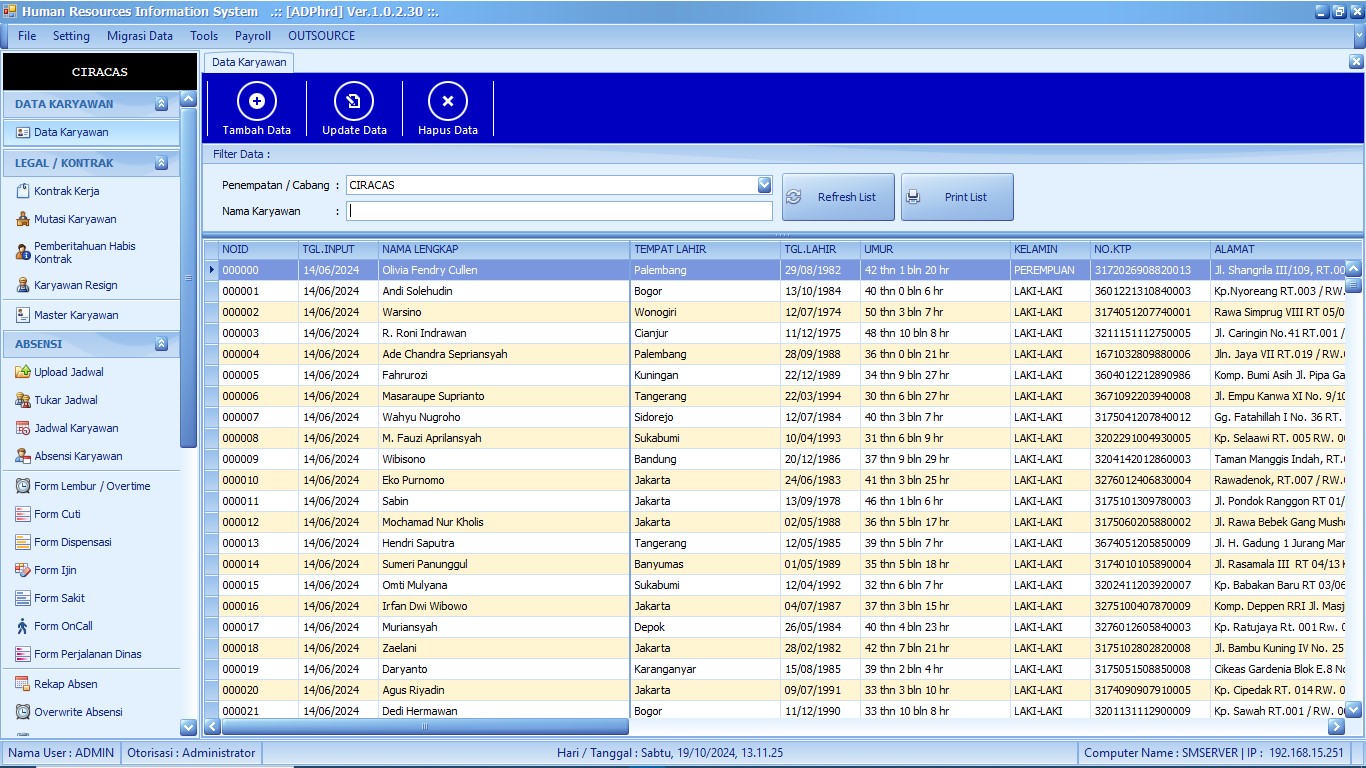 Human Resources Information System .:: [ADPhrd] Ver.1.0.2.30 ::.
File Setting Migrasi Data Tools Payroll OUTSOURCE
CIRACAS
DATA KARYAWAN
Data Karyawan
LEGAL / KONTRAK
Kontrak Kerja
Mutasi Karyawan
Pemberitahuan Habis
Kontrak
Karyawan Resign
Master Karyawan
ABSENSI
Upload Jadwal
Tukar Jadwal
Jadwal Karyawan
Absensi Karyawan
Form Lembur / Overtime
Form Cuti
Form Dispensasi
Form Ijin
Form Sakit
Form OnCall
Form Perjalanan Dinas
Rekap Absen
Overwrite Absensi
Data Karyawan
Tambah Data Update Data Hapus Data
Filter Data :
Penempatan / Cabang : CIRACAS
Nama Karyawan :
Refresh List Print List
NOID TGL.INPUT NAMA LENGKAP TEMPAT LAHIR TGL.LAHIR UMUR KELAMIN NO.KTP ALAMAT
000000 14/06/2024 Olivia Fendry Cullen Palembang 29/08/1982 42 thn 1 bln 20 hr PEREMPUAN 3172026908820013 Jl. Shangrila III/109, RT.00
000001 14/06/2024 Andi Solehudin Bogor 13/10/1984 40 thn 0 bln 6 hr LAKI-LAKI 3601221310840003 Kp.Nyoreang RT.003 / RW.
000002 14/06/2024 Warsino Wonogiri 12/07/1974 50 thn 3 bln 7 hr LAKI-LAKI 3174051207740001 Rawa Simprug VIII RT 05/0
000003 14/06/2024 R. Roni Indrawan Cianjur 11/12/1975 48 thn 10 bln 8 hr LAKI-LAKI 3211151112750005 Jl. Caringin No.41 RT.001 /
000004 14/06/2024 Ade Chandra Sepriansyah Palembang 28/09/1988 36 thn 0 bln 21 hr LAKI-LAKI 1671032809880006 Jln. Jaya VII RT.019 / RW.
000005 14/06/2024 Fahrurozi Kuningan 22/12/1989 34 thn 9 bln 27 hr LAKI-LAKI 3604012212890986 Komp. Bumi Asih Jl. Pipa Ga
000006 14/06/2024 Masaraupe Suprianto Tangerang 22/03/1994 30 thn 6 bln 27 hr LAKI-LAKI 3671092203940008 Jl. Empu Kanwa XI No. 9/10
000007 14/06/2024 Wahyu Nugroho Sidorejo 12/07/1984 40 thn 3 bln 7 hr LAKI-LAKI 3175041207840012 Gg. Fatahillah I No. 36 RT.
000008 14/06/2024 M. Fauzi Aprilansyah Sukabumi 10/04/1993 31 thn 6 bln 9 hr LAKI-LAKI 3202291004930005 Kp. Selaawi RT. 005 RW. 00
000009 14/06/2024 Wibisono Bandung 20/12/1986 37 thn 9 bln 29 hr LAKI-LAKI 3204142012860003 Taman Manggis Indah, RT.
000010 14/06/2024 Eko Purnomo Jakarta 24/06/1983 41 thn 3 bln 25 hr LAKI-LAKI 3276012406830004 Rawadenok, RT.007 / RW.
000011 14/06/2024 Sabin Jakarta 13/09/1978 46 thn 1 bln 6 hr LAKI-LAKI 3175101309780003 Jl. Pondok Ranggon RT 01/
000012 14/06/2024 Mochamad Nur Kholis Jakarta 02/05/1988 36 thn 5 bln 17 hr LAKI-LAKI 3175060205880002 Jl. Rawa Bebek Gang Musho
000013 14/06/2024 Hendri Saputra Tangerang 12/05/1985 39 thn 5 bln 7 hr LAKI-LAKI 3674051205850009 Jl. H. Gadung 1 Jurang Mar
000014 14/06/2024 Sumeri Panunggul Banyumas 01/05/1989 35 thn 5 bln 18 hr LAKI-LAKI 3174010105890004 Jl. Rasamala III RT 04/13
000015 14/06/2024 Omti Mulyana Sukabumi 12/04/1992 32 thn 6 bln 7 hr LAKI-LAKI 3202411203920007 Kp. Babakan Baru RT 03/06
000016 14/06/2024 Irfan Dwi Wibowo Jakarta 04/07/1987 37 thn 3 bln 15 hr LAKI-LAKI 3275100407870009 Komp. Deppen RRI Jl. Masj
000017 14/06/2024 Muriansyah Depok 26/05/1984 40 thn 4 bln 23 hr LAKI-LAKI 3276012605840003 Kp. Ratujaya Rt. 001 Rw. 0
000018 14/06/2024 Zaelani Jakarta 28/02/1982 42 thn 7 bln 21 hr LAKI-LAKI 3175102802820008 Jl. Bambu Kuning IV No. 25
000019 14/06/2024 Daryanto Karanganyar 15/08/1985 39 thn 2 bln 4 hr LAKI-LAKI 3175051508850008 Cikeas Gardenia Blok E.8 No
000020 14/06/2024 Agus Riyadin Jakarta 09/07/1991 33 thn 3 bln 10 hr LAKI-LAKI 3174090907910005 Kp. Cipedak RT. 014 RW. 0
000021 14/06/2024 Dedi Hermawan Bogor 11/12/1990 33 thn 10 bln 8 hr LAKI-LAKI 3201131112900009 Kp. Sawah RT.001 / RW. 0
Nama User : ADMIN Otorisasi : Administrator Hari / Tanggal : Sabtu, 19/10/2024, 13.11.25 Computer Name : SMSERVER | IP : 192.168.15.251